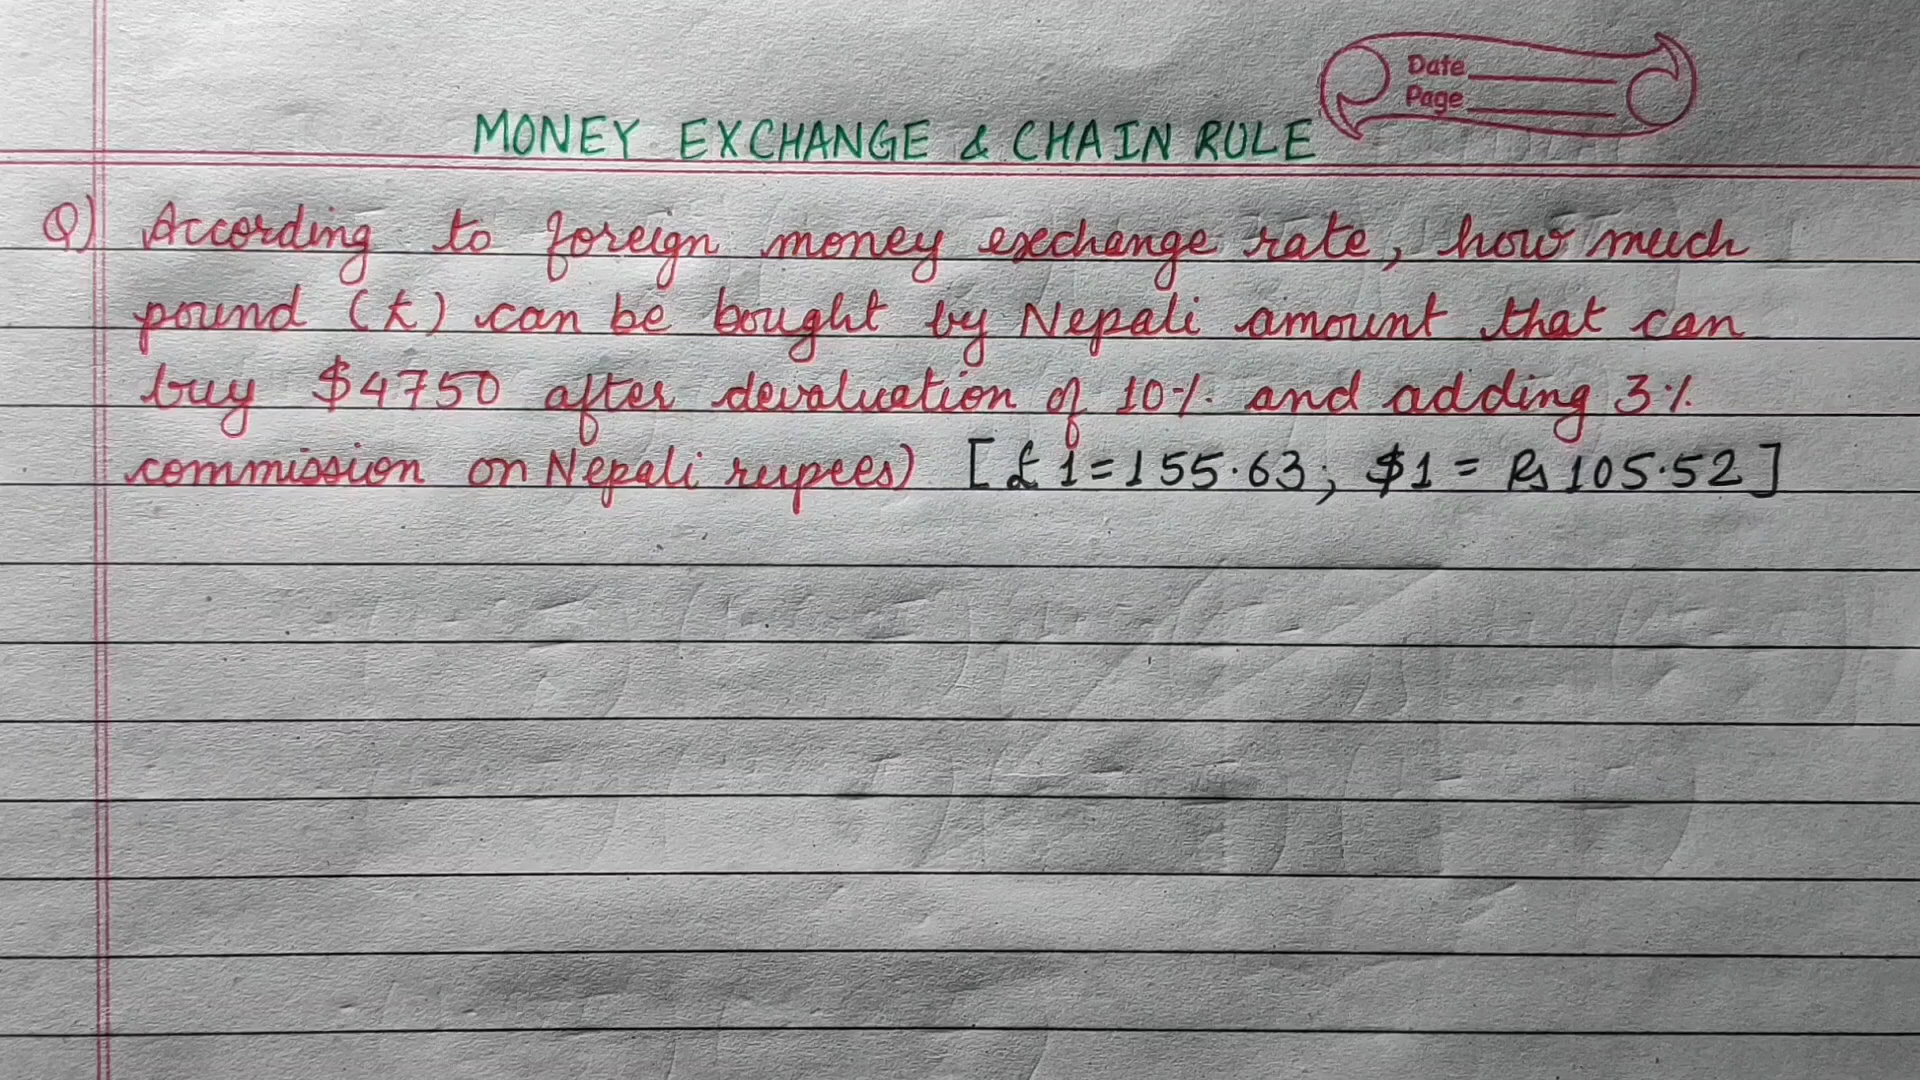 Date
Page
MONEY EXCHANGE & CHAIN RULE
Q) According to foreign money exchange rate, how much
pound (£) can be bought by Nepali amount that can
buy $4750 after devaluation of 10% and adding 3%
commission on Nepali rupees) [£1=155.63; $1 = Rs 105.52]